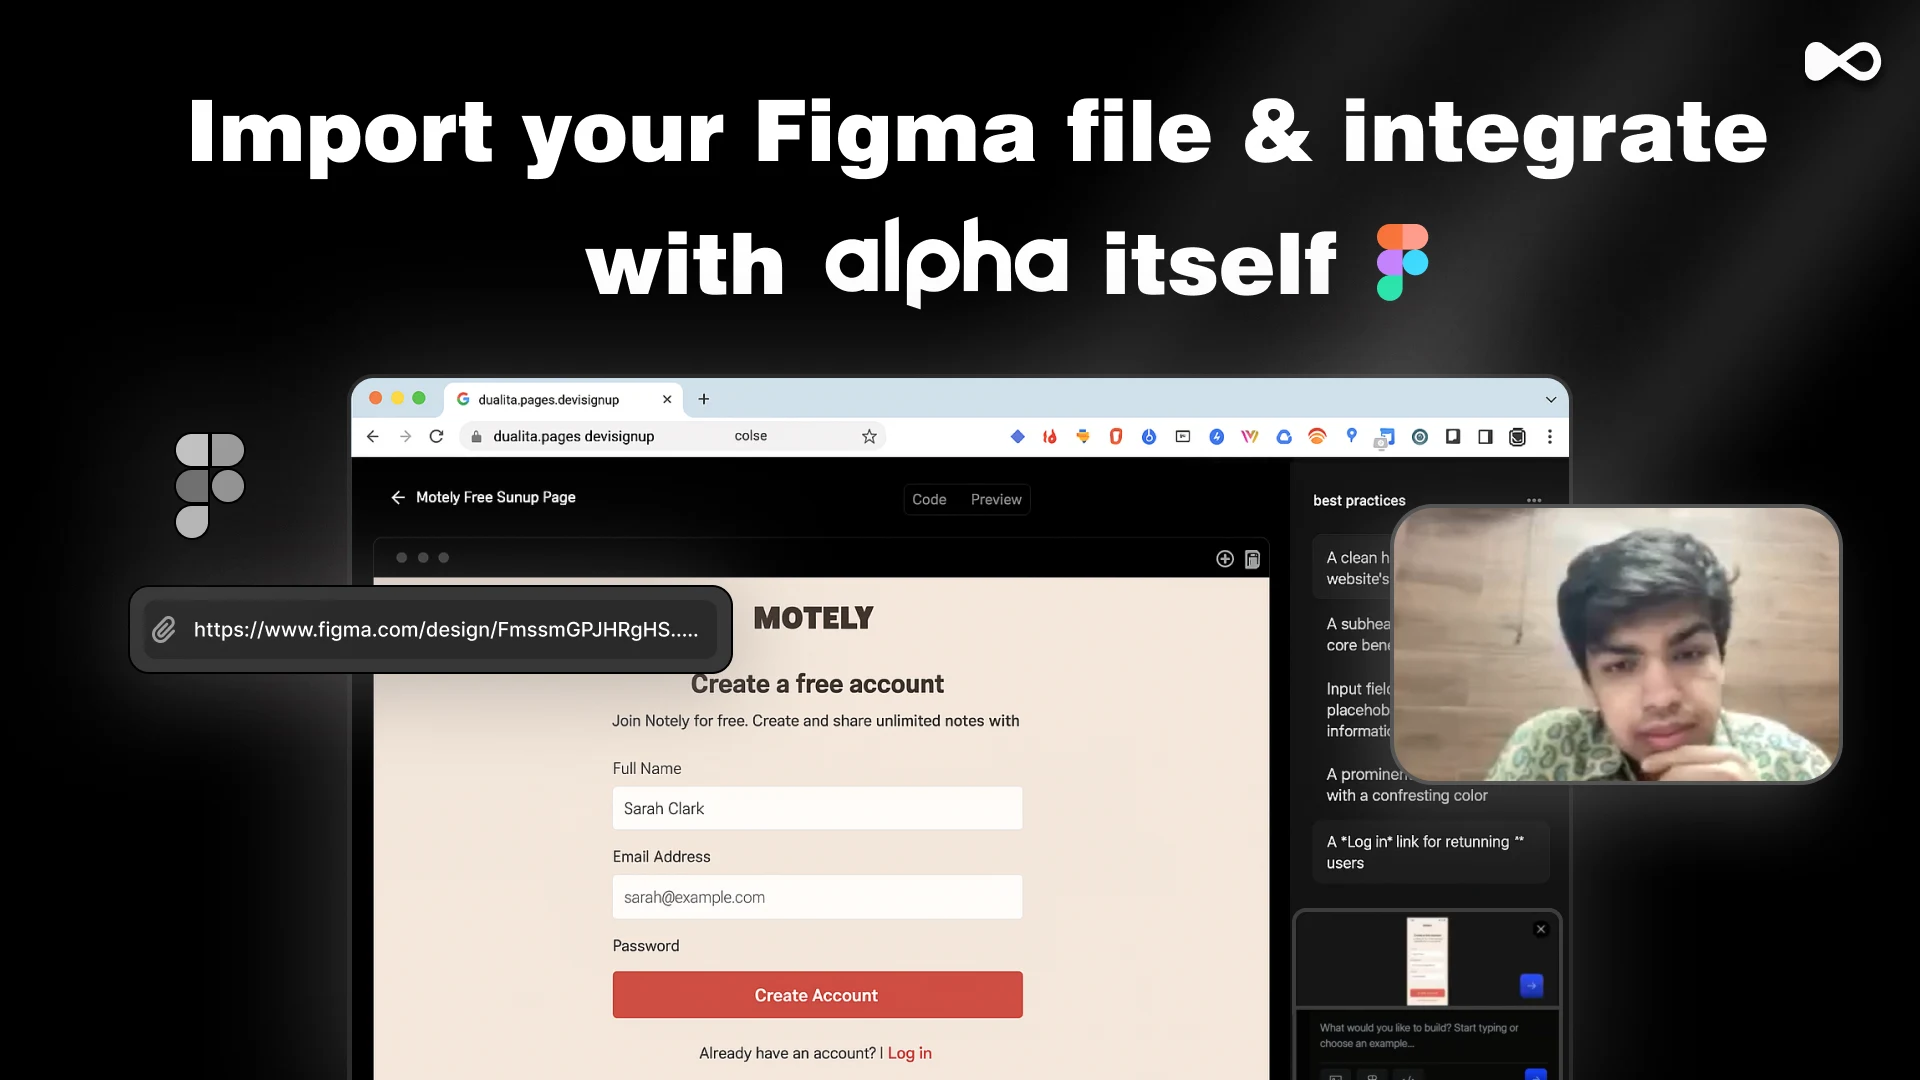 Import your Figma file & integrate
with alpha itself
dualita.pages.devisignup
dualita.pages devisignup
colse
Motely Free Sunup Page
Code
Preview
best practices
https://www.figma.com/design/FmssmGPJHRgHS.....
MOTELY
Create a free account
Join Notely for free. Create and share unlimited notes with
Full Name
Sarah Clark
Email Address
sarah@example.com
Password
Create Account
Already have an account? | Log in
A clean h
website's
A subhea
core bene
Input field
placehob
informatic
A prominen
with a confresting color
A *Log in* link for retunning **
users
What would you like to build? Start typing or
choose an example...